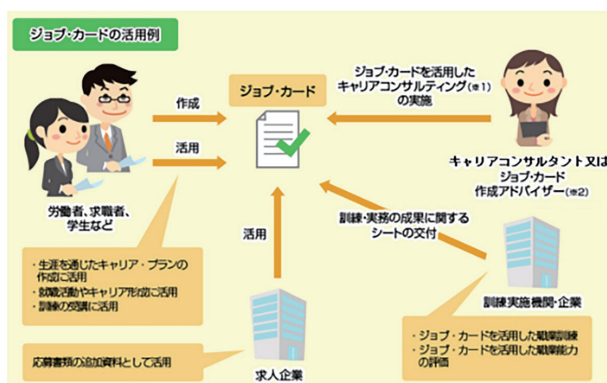 ジョブ・カードの活用例
作成
活用
ジョブ・カード
ジョブ・カードを活用した
キャリアコンサルティング(※1)
の実施
キャリアコンサルタント又は
ジョブ・カード
作成アドバイザー(※2)
労働者、求職者、
学生など
訓練・実務の成果に関する
シートの交付
活用
・生涯を通じたキャリア・プランの
作成に活用
・就職活動やキャリア形成に活用
・訓練の受講に活用
訓練実施機関・企業
・ジョブ・カードを活用した職業訓練
・ジョブ・カードを活用した職業能力
の評価
応募書類の追加資料として活用
求人企業